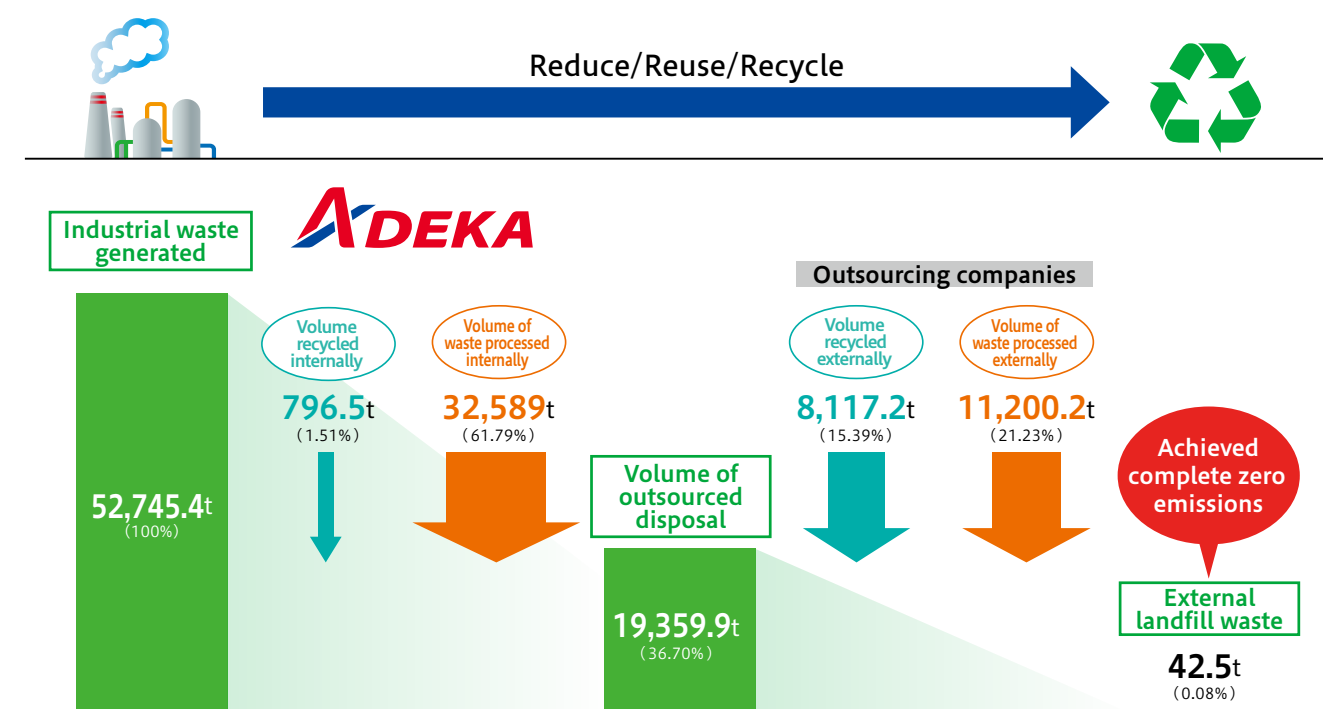 Reduce/Reuse/Recycle
ADEKA
Industrial waste
generated
Outsourcing companies
Volume
recycled
internally
796.5t
(1.51%)
Volume of
waste processed
internally
32,589t
(61.79%)
Volume
recycled
externally
8,117.2t
(15.39%)
Volume of
waste processed
externally
11,200.2t
(21.23%)
52,745.4t
(100%)
Volume of
outsourced
disposal
19,359.9t
(36.70%)
Achieved
complete zero
emissions
External
landfill waste
42.5t
(0.08%)